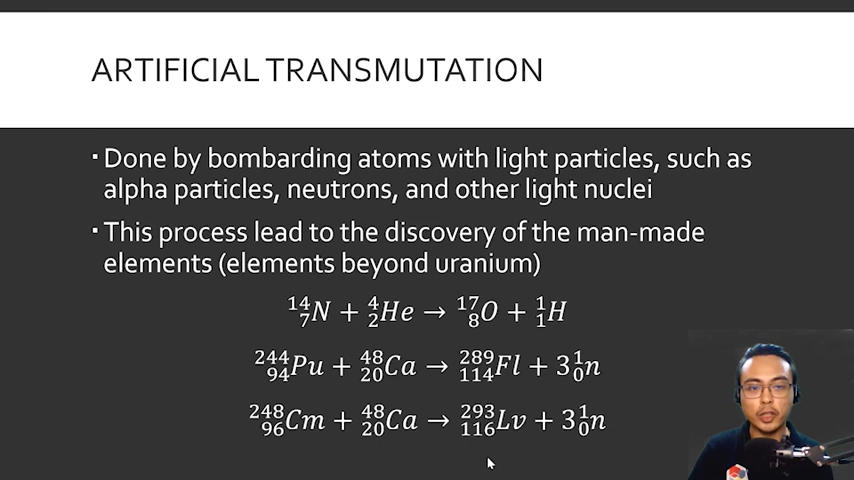 ARTIFICIAL TRANSMUTATION
▪ Done by bombarding atoms with light particles, such as
alpha particles, neutrons, and other light nuclei
▪ This process lead to the discovery of the man-made
elements (elements beyond uranium)
¹⁴₇N + ⁴₂He → ¹⁷₈O + ¹₁H
²⁴⁴₉₄Pu + ⁴⁸₂₀Ca → ²⁸⁹₁₁₄Fl + 3¹₀n
²⁴⁸₉₆Cm + ⁴⁸₂₀Ca → ²⁹³₁₁₆Lv + 3¹₀n